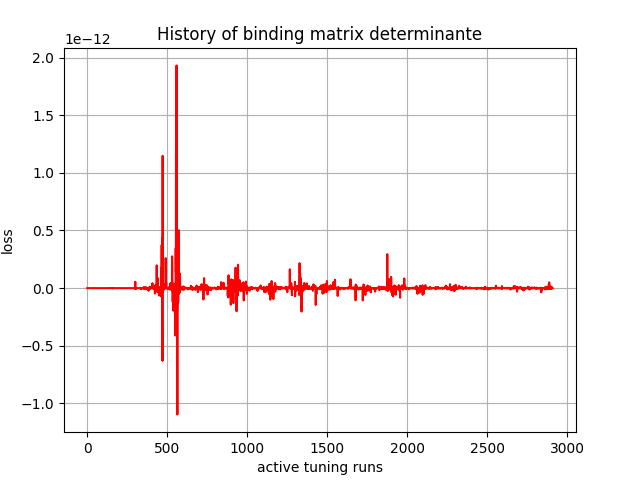 History of binding matrix determinante
1e−12
2.0
1.5
1.0
0.5
0.0
−0.5
−1.0
loss
0 500 1000 1500 2000 2500 3000
active tuning runs